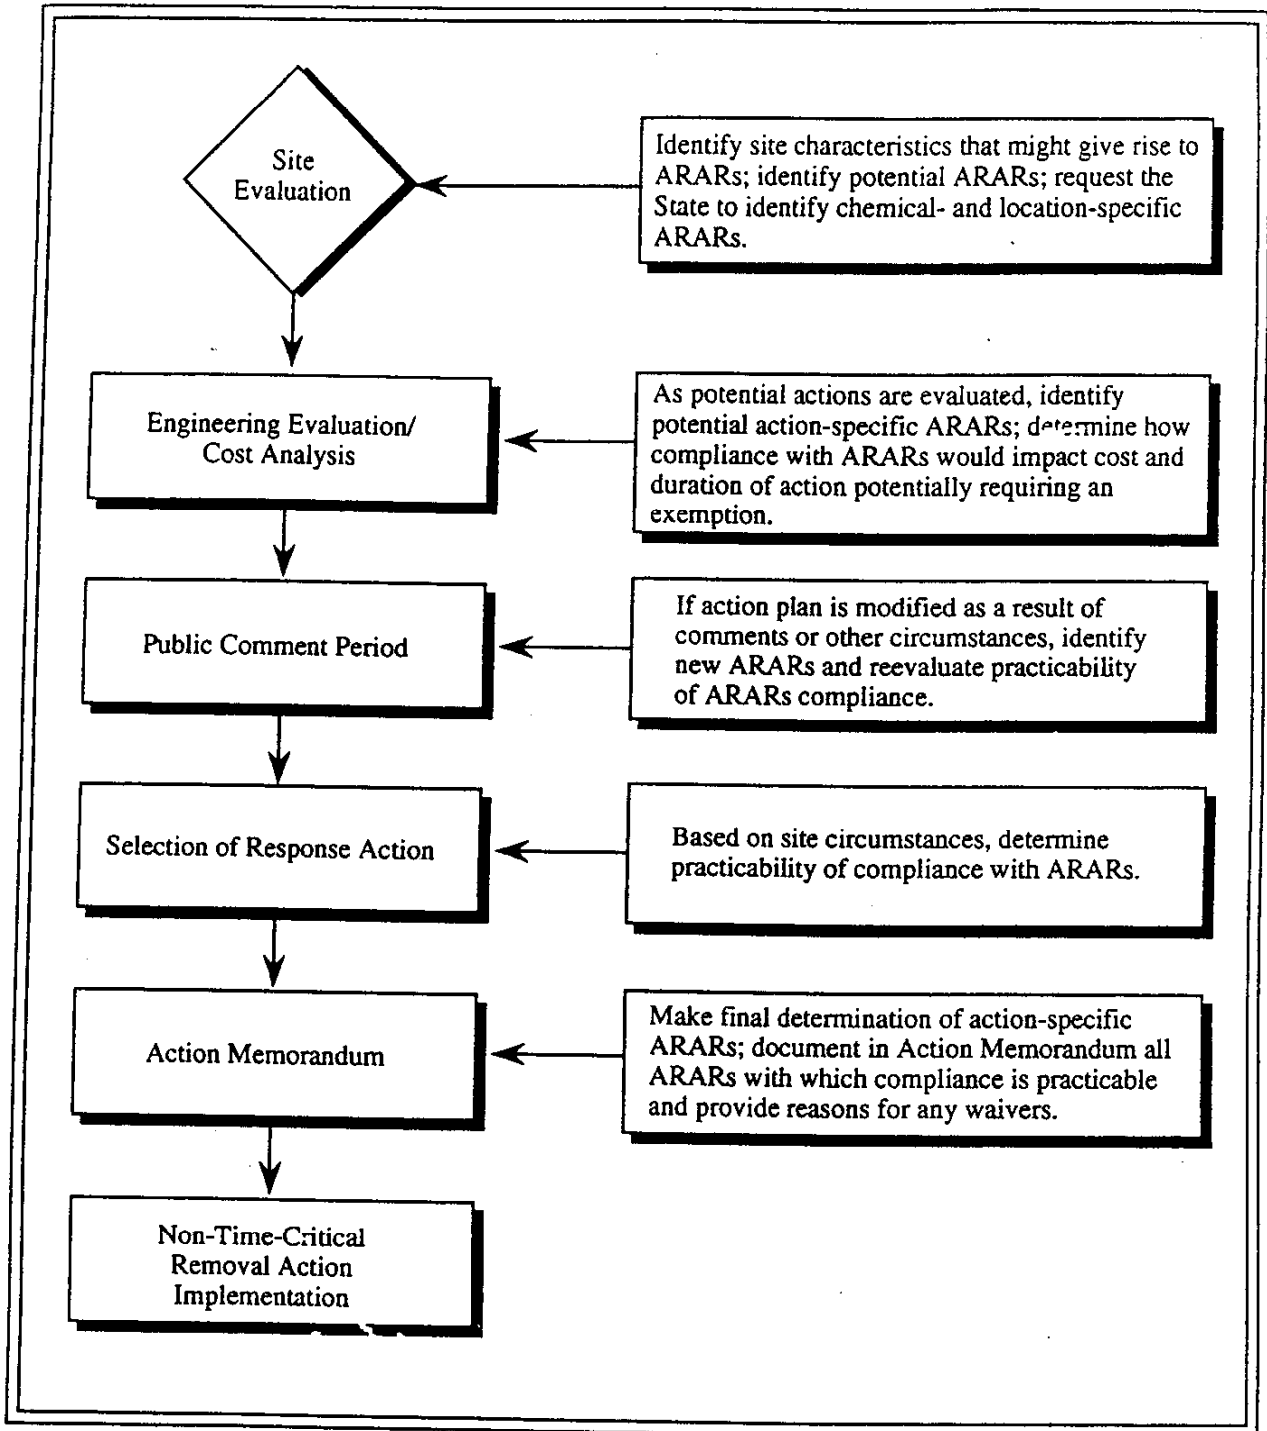 Site
Evaluation
Identify site characteristics that might give rise to
ARARs; identify potential ARARs; request the
State to identify chemical- and location-specific
ARARs.
Engineering Evaluation/
Cost Analysis
As potential actions are evaluated, identify
potential action-specific ARARs; determine how
compliance with ARARs would impact cost and
duration of action potentially requiring an
exemption.
Public Comment Period
If action plan is modified as a result of
comments or other circumstances, identify
new ARARs and reevaluate practicability
of ARARs compliance.
Selection of Response Action
Based on site circumstances, determine
practicability of compliance with ARARs.
Action Memorandum
Make final determination of action-specific
ARARs; document in Action Memorandum all
ARARs with which compliance is practicable
and provide reasons for any waivers.
Non-Time-Critical
Removal Action
Implementation